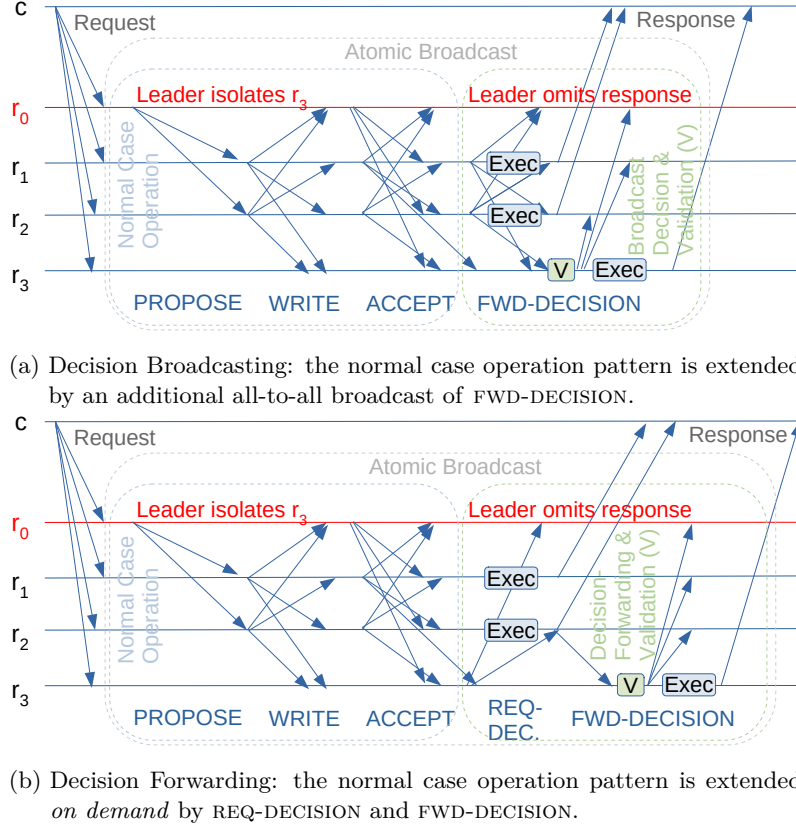 c
Request
Response
Atomic Broadcast
r0
Leader isolates r3
Leader omits response
Normal Case
Operation
Broadcast
Decision &
Validation (V)
r1
Exec
r2
Exec
r3
V
Exec
PROPOSE
WRITE
ACCEPT
FWD-DECISION
(a) Decision Broadcasting: the normal case operation pattern is extended
by an additional all-to-all broadcast of FWD-DECISION.
c
Request
Response
Atomic Broadcast
r0
Leader isolates r3
Leader omits response
Normal Case
Operation
Decision-
Forwarding &
Validation (V)
r1
Exec
r2
Exec
r3
V
Exec
PROPOSE
WRITE
ACCEPT
REQ-
DEC.
FWD-DECISION
(b) Decision Forwarding: the normal case operation pattern is extended
on demand by REQ-DECISION and FWD-DECISION.